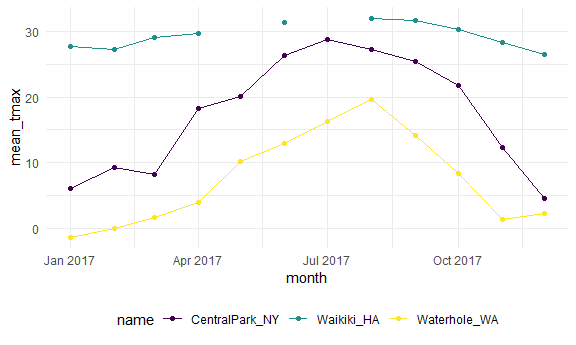 30
20
10
0
mean_tmax
Jan 2017 Apr 2017 Jul 2017 Oct 2017
month
name CentralPark_NY Waikiki_HA Waterhole_WA